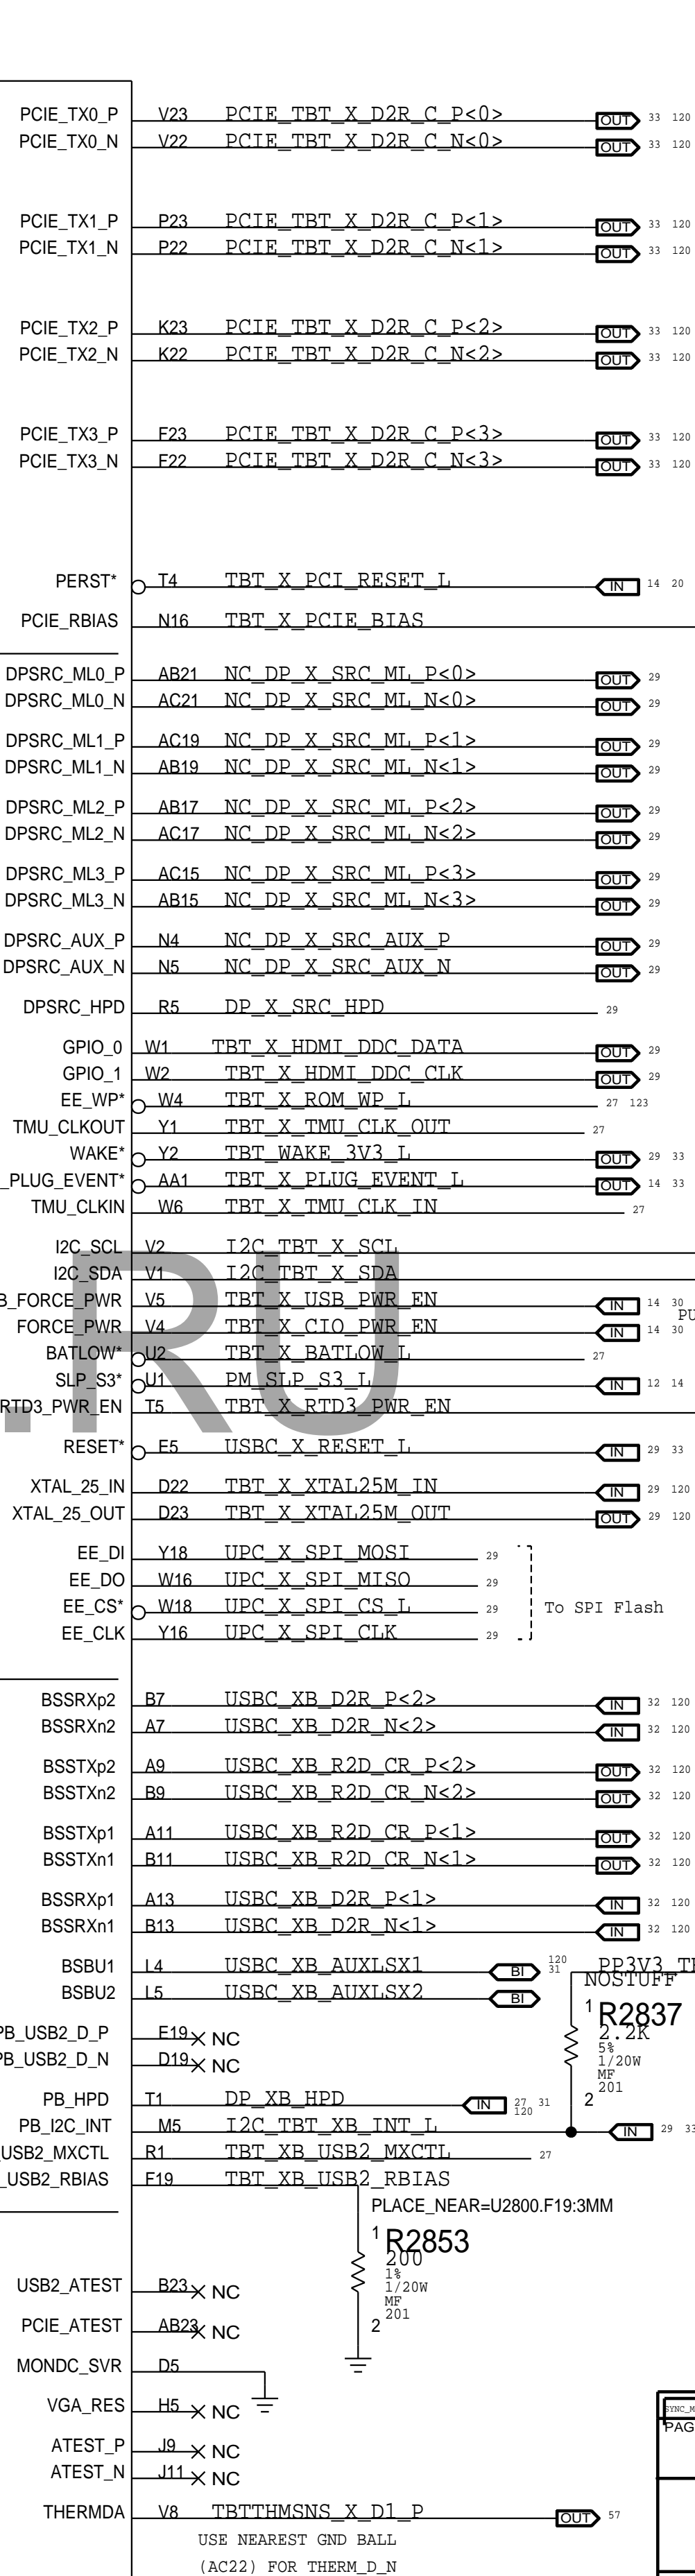 PCIE_TX0_P V23 PCIE_TBT_X_D2R_C_P<0> OUT 33 120
PCIE_TX0_N V22 PCIE_TBT_X_D2R_C_N<0> OUT 33 120
PCIE_TX1_P P23 PCIE_TBT_X_D2R_C_P<1> OUT 33 120
PCIE_TX1_N P22 PCIE_TBT_X_D2R_C_N<1> OUT 33 120
PCIE_TX2_P K23 PCIE_TBT_X_D2R_C_P<2> OUT 33 120
PCIE_TX2_N K22 PCIE_TBT_X_D2R_C_N<2> OUT 33 120
PCIE_TX3_P F23 PCIE_TBT_X_D2R_C_P<3> OUT 33 120
PCIE_TX3_N F22 PCIE_TBT_X_D2R_C_N<3> OUT 33 120
PERST* T4 TBT_X_PCI_RESET_L IN 14 20
PCIE_RBIAS N16 TBT_X_PCIE_BIAS
DPSRC_ML0_P AB21 NC_DP_X_SRC_ML_P<0> OUT 29
DPSRC_ML0_N AC21 NC_DP_X_SRC_ML_N<0> OUT 29
DPSRC_ML1_P AC19 NC_DP_X_SRC_ML_P<1> OUT 29
DPSRC_ML1_N AB19 NC_DP_X_SRC_ML_N<1> OUT 29
DPSRC_ML2_P AB17 NC_DP_X_SRC_ML_P<2> OUT 29
DPSRC_ML2_N AC17 NC_DP_X_SRC_ML_N<2> OUT 29
DPSRC_ML3_P AC15 NC_DP_X_SRC_ML_P<3> OUT 29
DPSRC_ML3_N AB15 NC_DP_X_SRC_ML_N<3> OUT 29
DPSRC_AUX_P N4 NC_DP_X_SRC_AUX_P OUT 29
DPSRC_AUX_N N5 NC_DP_X_SRC_AUX_N OUT 29
DPSRC_HPD R5 DP_X_SRC_HPD 29
GPIO_0 W1 TBT_X_HDMI_DDC_DATA OUT 29
GPIO_1 W2 TBT_X_HDMI_DDC_CLK OUT 29
EE_WP* W4 TBT_X_ROM_WP_L 27 123
TMU_CLKOUT Y1 TBT_X_TMU_CLK_OUT 27
WAKE* Y2 TBT_WAKE_3V3_L OUT 29 33
_PLUG_EVENT* AA1 TBT_X_PLUG_EVENT_L OUT 14 33
TMU_CLKIN W6 TBT_X_TMU_CLK_IN 27
I2C_SCL V2 I2C_TBT_X_SCL
I2C_SDA V1 I2C_TBT_X_SDA
B_FORCE_PWR V5 TBT_X_USB_PWR_EN IN 14 30
PU
FORCE_PWR V4 TBT_X_CIO_PWR_EN IN 14 30
BATLOW* U2 TBT_X_BATLOW_L 27
SLP_S3* U1 PM_SLP_S3_L IN 12 14
RTD3_PWR_EN T5 TBT_X_RTD3_PWR_EN
.RU
RESET* E5 USBC_X_RESET_L IN 29 33
XTAL_25_IN D22 TBT_X_XTAL25M_IN IN 29 120
XTAL_25_OUT D23 TBT_X_XTAL25M_OUT OUT 29 120
EE_DI Y18 UPC_X_SPI_MOSI 29
EE_DO W16 UPC_X_SPI_MISO 29
EE_CS* W18 UPC_X_SPI_CS_L 29 To SPI Flash
EE_CLK Y16 UPC_X_SPI_CLK 29
BSSRXp2 B7 USBC_XB_D2R_P<2> IN 32 120
BSSRXn2 A7 USBC_XB_D2R_N<2> IN 32 120
BSSTXp2 A9 USBC_XB_R2D_CR_P<2> OUT 32 120
BSSTXn2 B9 USBC_XB_R2D_CR_N<2> OUT 32 120
BSSTXp1 A11 USBC_XB_R2D_CR_P<1> OUT 32 120
BSSTXn1 B11 USBC_XB_R2D_CR_N<1> OUT 32 120
BSSRXp1 A13 USBC_XB_D2R_P<1> IN 32 120
BSSRXn1 B13 USBC_XB_D2R_N<1> IN 32 120
BSBU1 L4 USBC_XB_AUXLSX1 BI 120 31 PP3V3_TB
NOSTUFF
BSBU2 L5 USBC_XB_AUXLSX2 BI
1 R2837
2.2K
5%
1/20W
MF
201
2
PB_USB2_D_P E19 NC
PB_USB2_D_N D19 NC
PB_HPD T1 DP_XB_HPD IN 27 31
120
PB_I2C_INT M5 I2C_TBT_XB_INT_L IN 29 33
_USB2_MXCTL R1 TBT_XB_USB2_MXCTL 27
_USB2_RBIAS F19 TBT_XB_USB2_RBIAS
PLACE_NEAR=U2800.F19:3MM
1 R2853
200
1%
1/20W
MF
201
2
USB2_ATEST B23 NC
PCIE_ATEST AB23 NC
MONDC_SVR D5
VGA_RES H5 NC
SYNC_M
PAG
ATEST_P J9 NC
ATEST_N J11 NC
THERMDA V8 TBTTHMSNS_X_D1_P OUT 57
USE NEAREST GND BALL
(AC22) FOR THERM_D_N